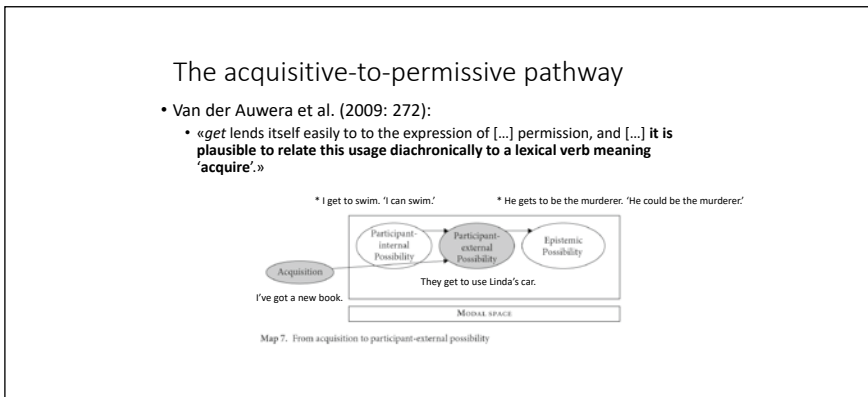 The acquisitive-to-permissive pathway
• Van der Auwera et al. (2009: 272):
• «get lends itself easily to to the expression of […] permission, and […] it is
plausible to relate this usage diachronically to a lexical verb meaning
‘acquire’.»
* I get to swim. ‘I can swim.’
* He gets to be the murderer. ‘He could be the murderer.’
Participant-
internal
Possibility
Participant-
external
Possibility
Epistemic
Possibility
Acquisition
They get to use Linda’s car.
I’ve got a new book.
MODAL SPACE
Map 7. From acquisition to participant-external possibility